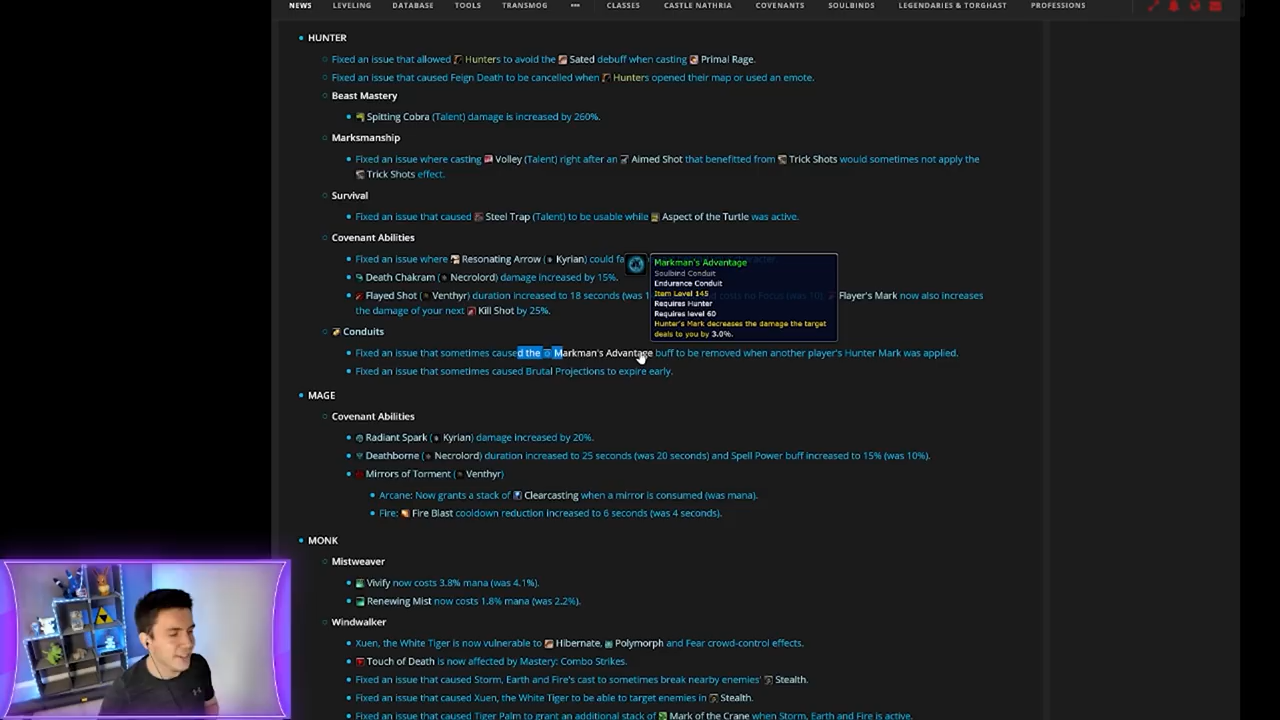 NEWS LEVELING DATABASE TOOLS TRANSMOG ••• CLASSES CASTLE NATHRIA COVENANTS SOULBINDS LEGENDARIES & TORGHAST PROFESSIONS
HUNTER
Fixed an issue that allowed Hunters to avoid the Sated debuff when casting Primal Rage.
Fixed an issue that caused Feign Death to be cancelled when Hunters opened their map or used an emote.
Beast Mastery
Spitting Cobra (Talent) damage is increased by 260%.
Marksmanship
Fixed an issue where casting Volley (Talent) right after an Aimed Shot that benefitted from Trick Shots would sometimes not apply the
Trick Shots effect.
Survival
Fixed an issue that caused Steel Trap (Talent) to be usable while Aspect of the Turtle was active.
Covenant Abilities
Fixed an issue where Resonating Arrow (Kyrian) could
Death Chakram (Necrolord) damage increased by 15%.
Flayed Shot (Venthyr) duration increased to 18 seconds Flayer's Mark now also increases
the damage of your next Kill Shot by 25%.
Markman's Advantage
Soulbind Conduit
Endurance Conduit
Item Level 145
Requires Hunter
Requires level 60
Hunter's Mark decreases the damage the target
deals to you by 3.0%.
Conduits
Fixed an issue that sometimes caused the Markman's Advantage buff to be removed when another player's Hunter Mark was applied.
Fixed an issue that sometimes caused Brutal Projections to expire early.
MAGE
Covenant Abilities
Radiant Spark (Kyrian) damage increased by 20%.
Deathborne (Necrolord) duration increased to 25 seconds (was 20 seconds) and Spell Power buff increased to 15% (was 10%).
Mirrors of Torment (Venthyr)
Arcane: Now grants a stack of Clearcasting when a mirror is consumed (was mana).
Fire: Fire Blast cooldown reduction increased to 6 seconds (was 4 seconds).
MONK
Mistweaver
Vivify now costs 3.8% mana (was 4.1%).
Renewing Mist now costs 1.8% mana (was 2.2%).
Windwalker
Xuen, the White Tiger is now vulnerable to Hibernate, Polymorph and Fear crowd-control effects.
Touch of Death is now affected by Mastery: Combo Strikes.
Fixed an issue that caused Storm, Earth and Fire's cast to sometimes break nearby enemies' Stealth.
Fixed an issue that caused Xuen, the White Tiger to be able to target enemies in Stealth.
Fixed an issue that caused Tiger Palm to grant an additional stack of Mark of the Crane when Storm, Earth and Fire is active.